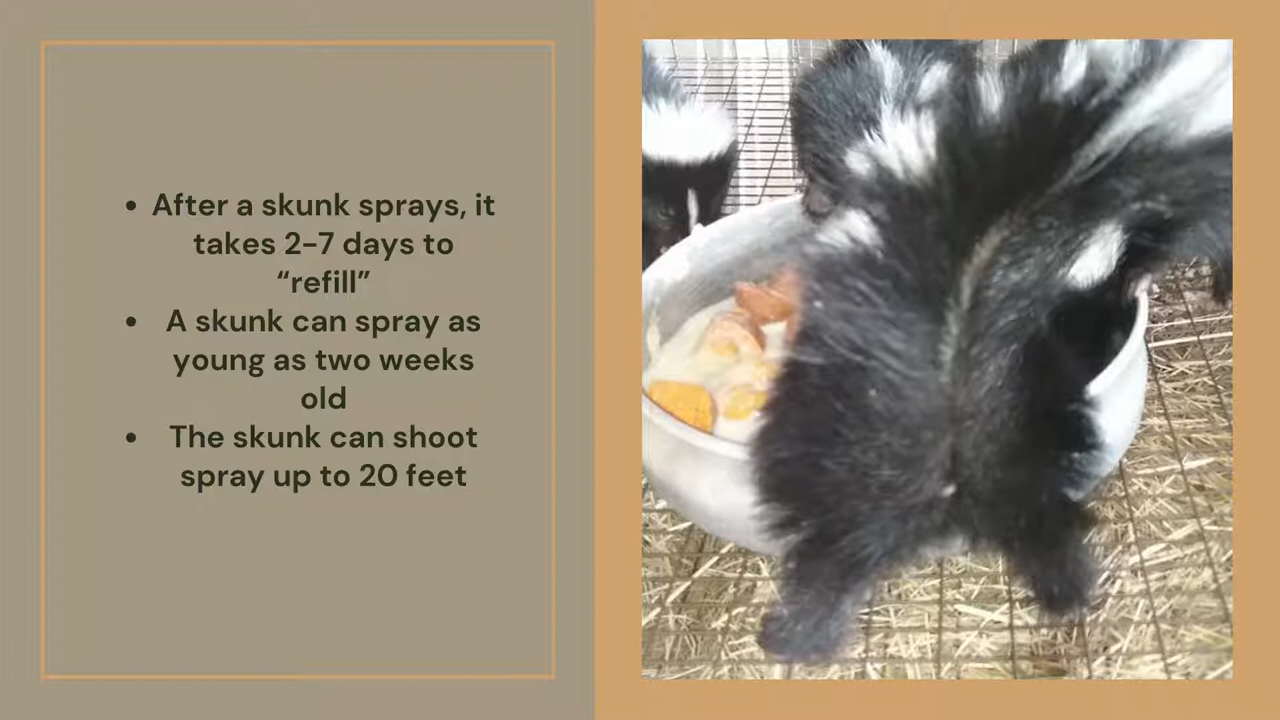 • After a skunk sprays, it
takes 2-7 days to
“refill”
• A skunk can spray as
young as two weeks
old
• The skunk can shoot
spray up to 20 feet